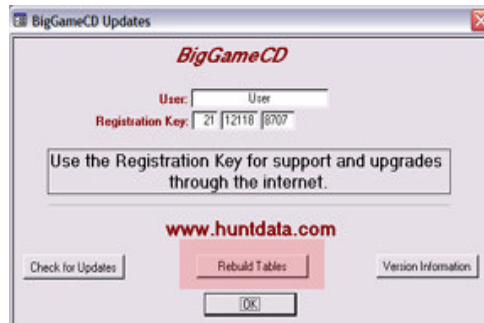 BigGameCD Updates
BigGameCD
User: User
Registration Key: 21 12118 8707
Use the Registration Key for support and upgrades
through the internet.
www.huntdata.com
Check for Updates Rebuild Tables Version Information
OK